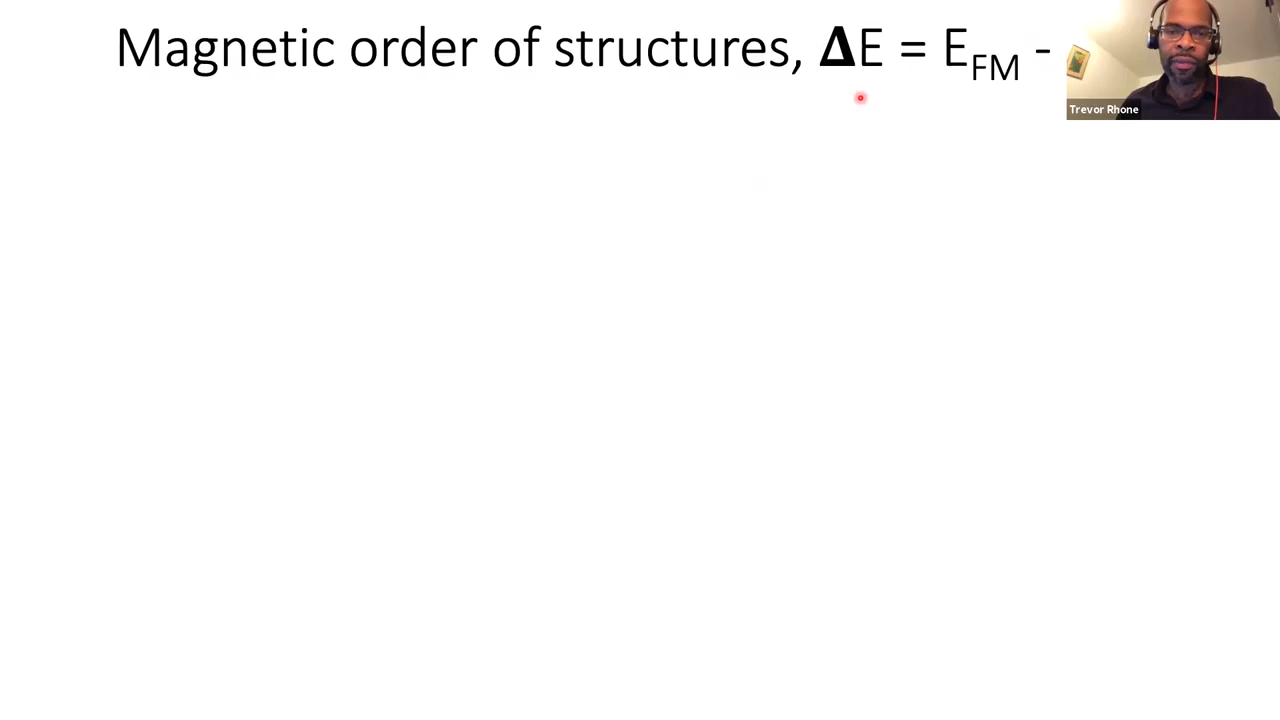 Magnetic order of structures, 𝝙E = E_FM -
Trevor Rhone